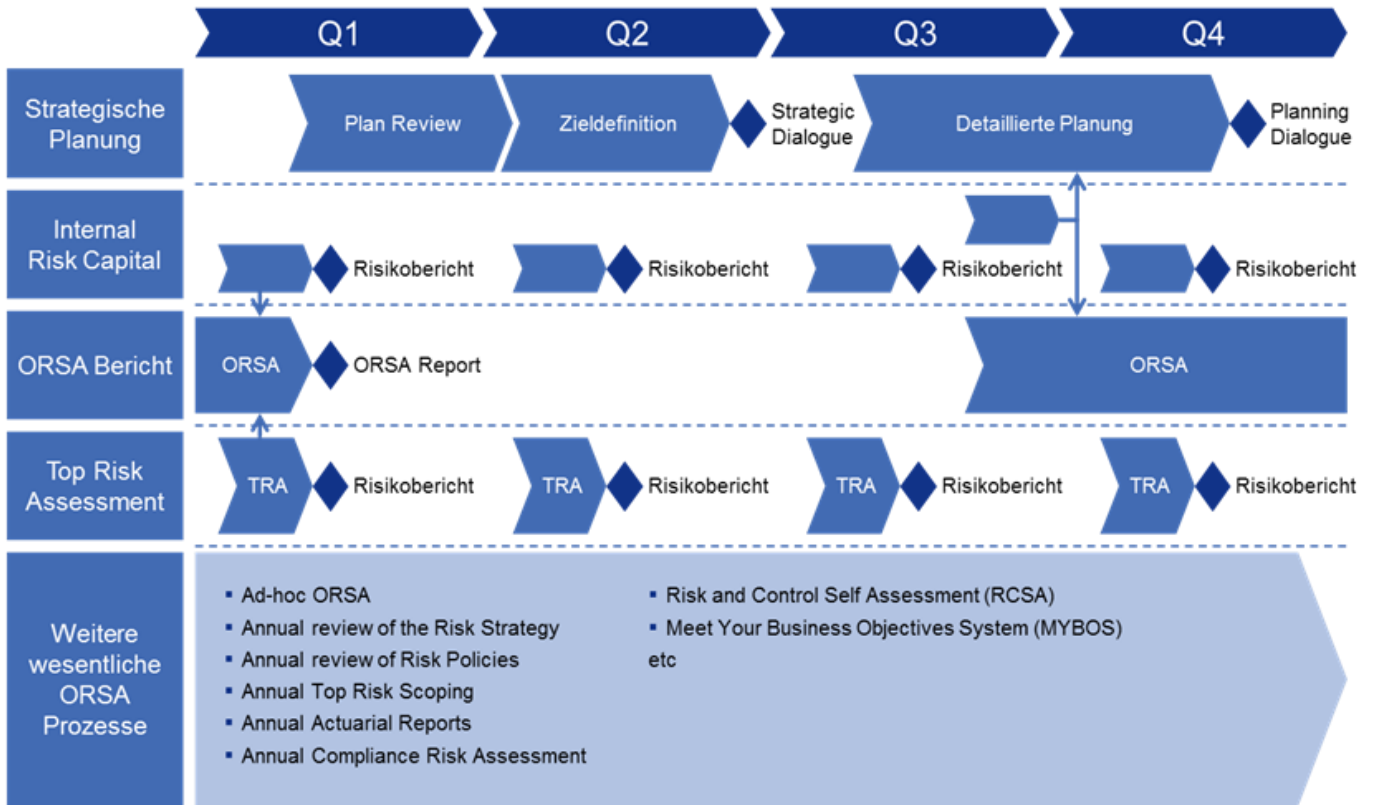 Q1
Q2
Q3
Q4
Strategische
Planung
Plan Review
Zieldefinition
Strategic
Dialogue
Detaillierte Planung
Planning
Dialogue
Internal
Risk Capital
Risikobericht
Risikobericht
Risikobericht
Risikobericht
ORSA Bericht
ORSA
ORSA Report
ORSA
Top Risk
Assessment
TRA
Risikobericht
TRA
Risikobericht
TRA
Risikobericht
TRA
Risikobericht
Weitere
wesentliche
ORSA
Prozesse
▪ Ad-hoc ORSA
▪ Annual review of the Risk Strategy
▪ Annual review of Risk Policies
▪ Annual Top Risk Scoping
▪ Annual Actuarial Reports
▪ Annual Compliance Risk Assessment
▪ Risk and Control Self Assessment (RCSA)
▪ Meet Your Business Objectives System (MYBOS)
etc